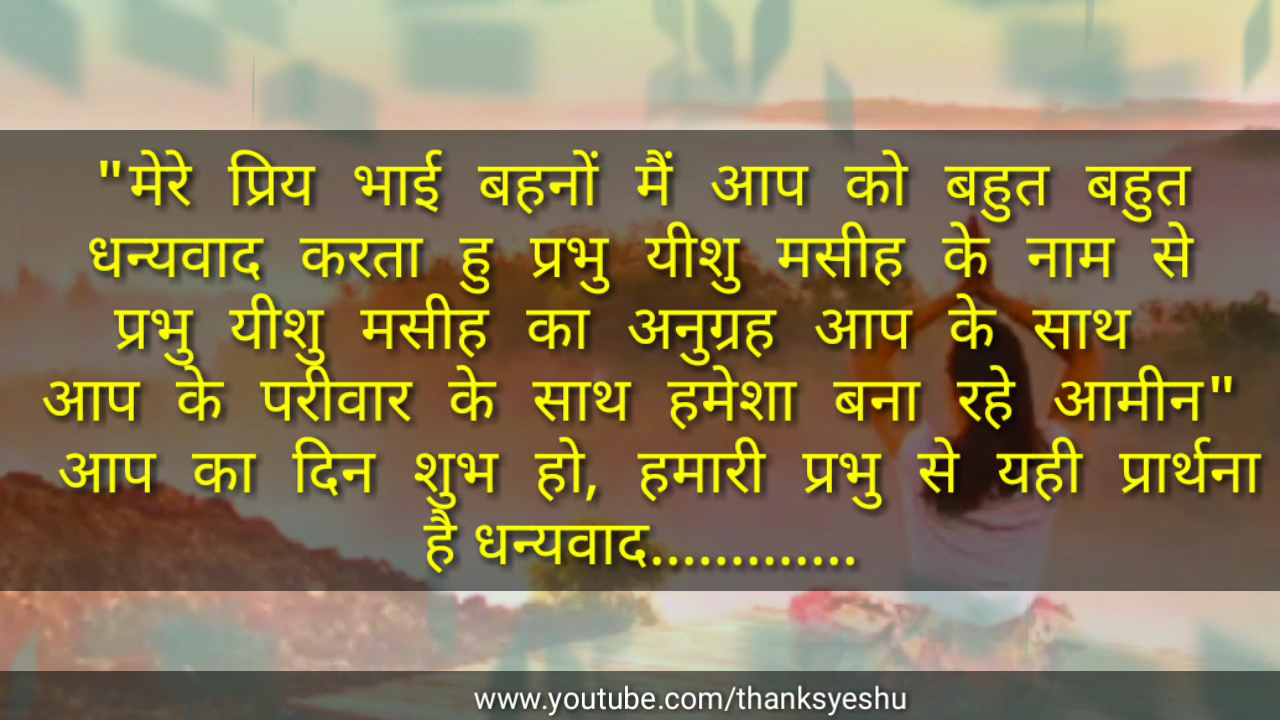 "मेरे प्रिय भाई बहनों मैं आप को बहुत बहुत
धन्यवाद करता हु प्रभु यीशु मसीह के नाम से
प्रभु यीशु मसीह का अनुग्रह आप के साथ
आप के परीवार के साथ हमेशा बना रहे आमीन"
आप का दिन शुभ हो, हमारी प्रभु से यही प्रार्थना
है धन्यवाद.............
www.youtube.com/thanksyeshu